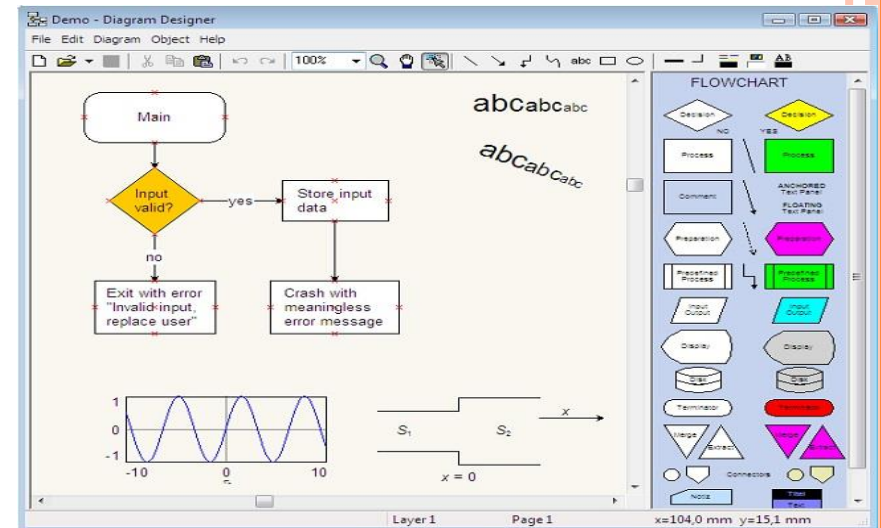 Demo - Diagram Designer
File Edit Diagram Object Help
100%
abc
AB
Main
Input
valid?
yes
Store input
data
no
Exit with error
"Invalid input,
replace user"
Crash with
meaningless
error message
abcabcabc
abcabcabc
1
0
-1
-10 0 10
S₁ S₂ x
x = 0
FLOWCHART
Decision Decision
NO YES
Process Process
Comment
ANCHORED
Text Panel
FLOATING
Text Panel
Preparation Preparation
Predefined
Process
Predefined
Process
Input
Output
Input
Output
Display Display
Disk Disk
Terminator Terminator
Merge Extract Merge Extract
Connectors
Note
Titel
Text
Layer 1 Page 1 x=104,0 mm y=15,1 mm